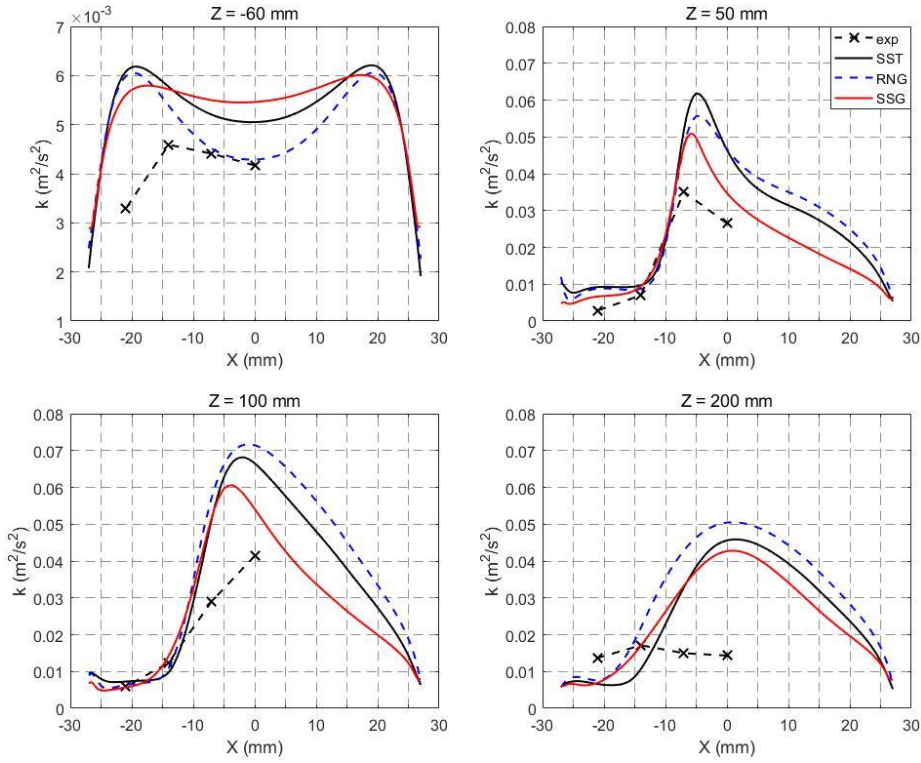 Z = -60 mm
×10⁻³
7
6
5
4
3
2
1
k (m²/s²)
-30 -20 -10 0 10 20 30
X (mm)
Z = 50 mm
0.08
0.07
0.06
0.05
0.04
0.03
0.02
0.01
0
k (m²/s²)
exp
SST
RNG
SSG
-30 -20 -10 0 10 20 30
X (mm)
Z = 100 mm
0.08
0.07
0.06
0.05
0.04
0.03
0.02
0.01
0
k (m²/s²)
-30 -20 -10 0 10 20 30
X (mm)
Z = 200 mm
0.08
0.07
0.06
0.05
0.04
0.03
0.02
0.01
0
k (m²/s²)
-30 -20 -10 0 10 20 30
X (mm)